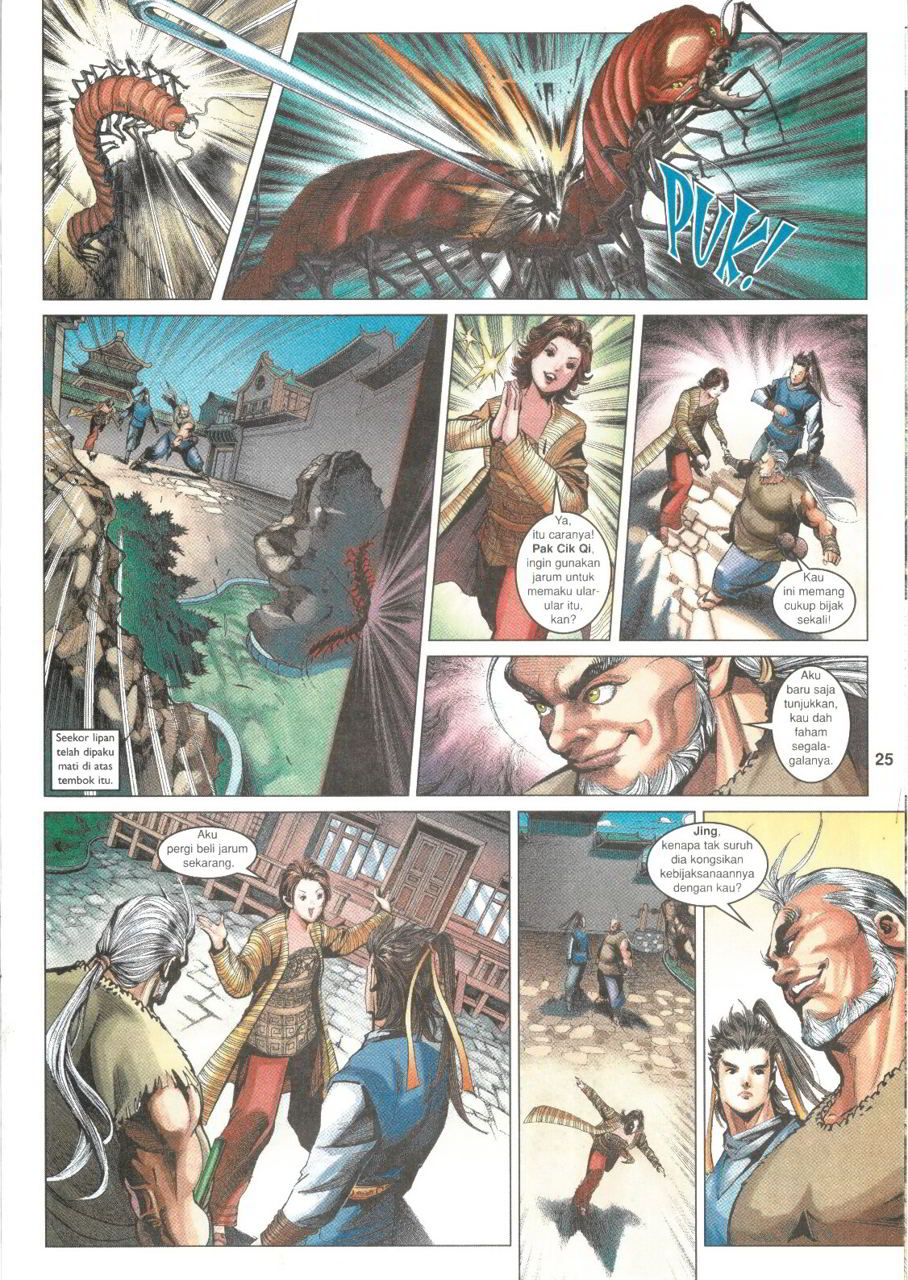 PUK!
Ya,
itu caranya!
Pak Cik Qi,
ingin gunakan
jarum untuk
memaku ular-
ular itu,
kan?
Kau
ini memang
cukup bijak
sekali!
Seekor lipan
telah dipaku
mati di atas
tembok itu.
Aku
baru saja
tunjukkan,
kau dah
faham
segala-
galanya.
25
Aku
pergi beli jarum
sekarang.
Jing,
kenapa tak suruh
dia kongsikan
kebijaksanaannya
dengan kau?